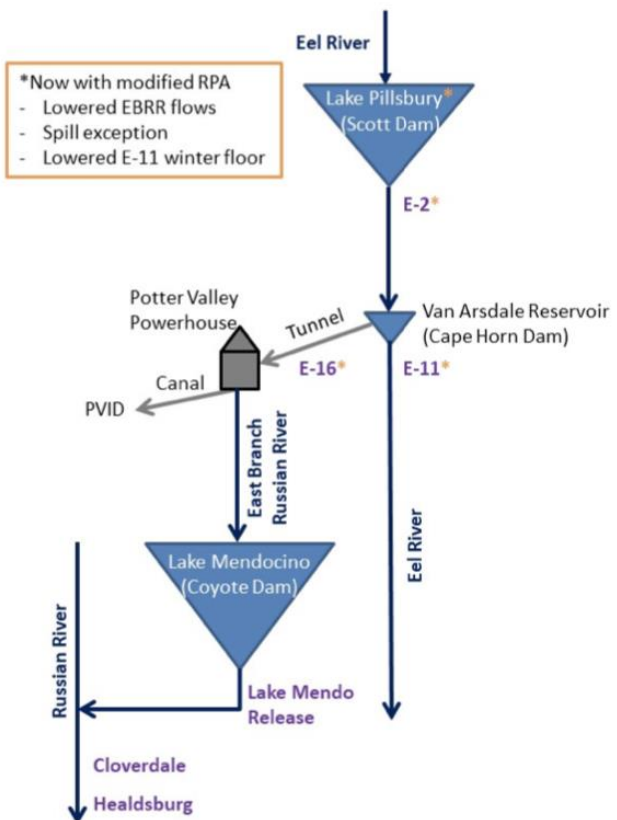 Eel River
*Now with modified RPA
- Lowered EBRR flows
- Spill exception
- Lowered E-11 winter floor
Lake Pillsbury*
(Scott Dam)
E-2*
Potter Valley
Powerhouse
Tunnel
Van Arsdale Reservoir
(Cape Horn Dam)
E-16*
E-11*
Canal
PVID
East Branch
Russian River
Eel River
Lake Mendocino
(Coyote Dam)
Russian River
Lake Mendo
Release
Cloverdale
Healdsburg